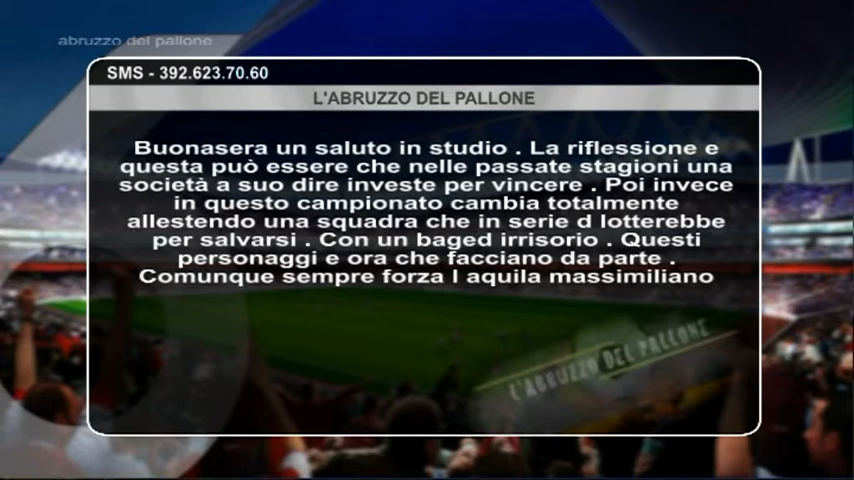 abruzzo del pallone
SMS - 392.623.70.60
L'ABRUZZO DEL PALLONE
Buonasera un saluto in studio . La riflessione e
questa può essere che nelle passate stagioni una
società a suo dire investe per vincere . Poi invece
in questo campionato cambia totalmente
allestendo una squadra che in serie d lotterebbe
per salvarsi . Con un baged irrisorio . Questi
personaggi e ora che facciano da parte .
Comunque sempre forza l aquila massimiliano
L'ABRUZZO DEL PALLONE